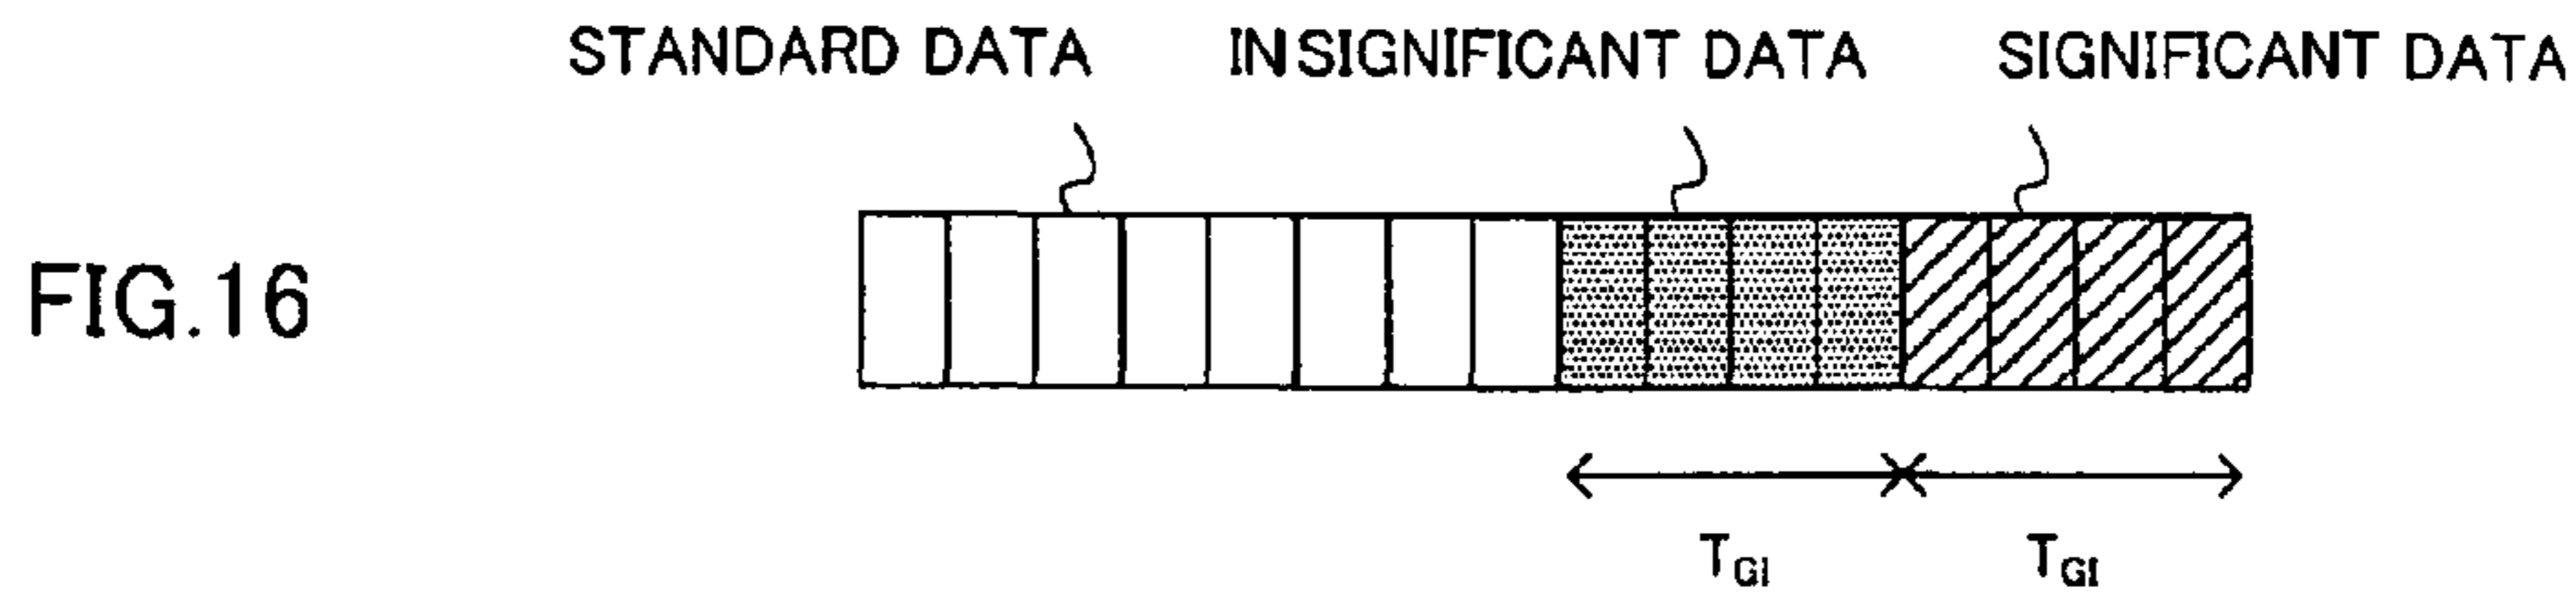 STANDARD DATA INSIGNIFICANT DATA SIGNIFICANT DATA
FIG.16
TGI TGI